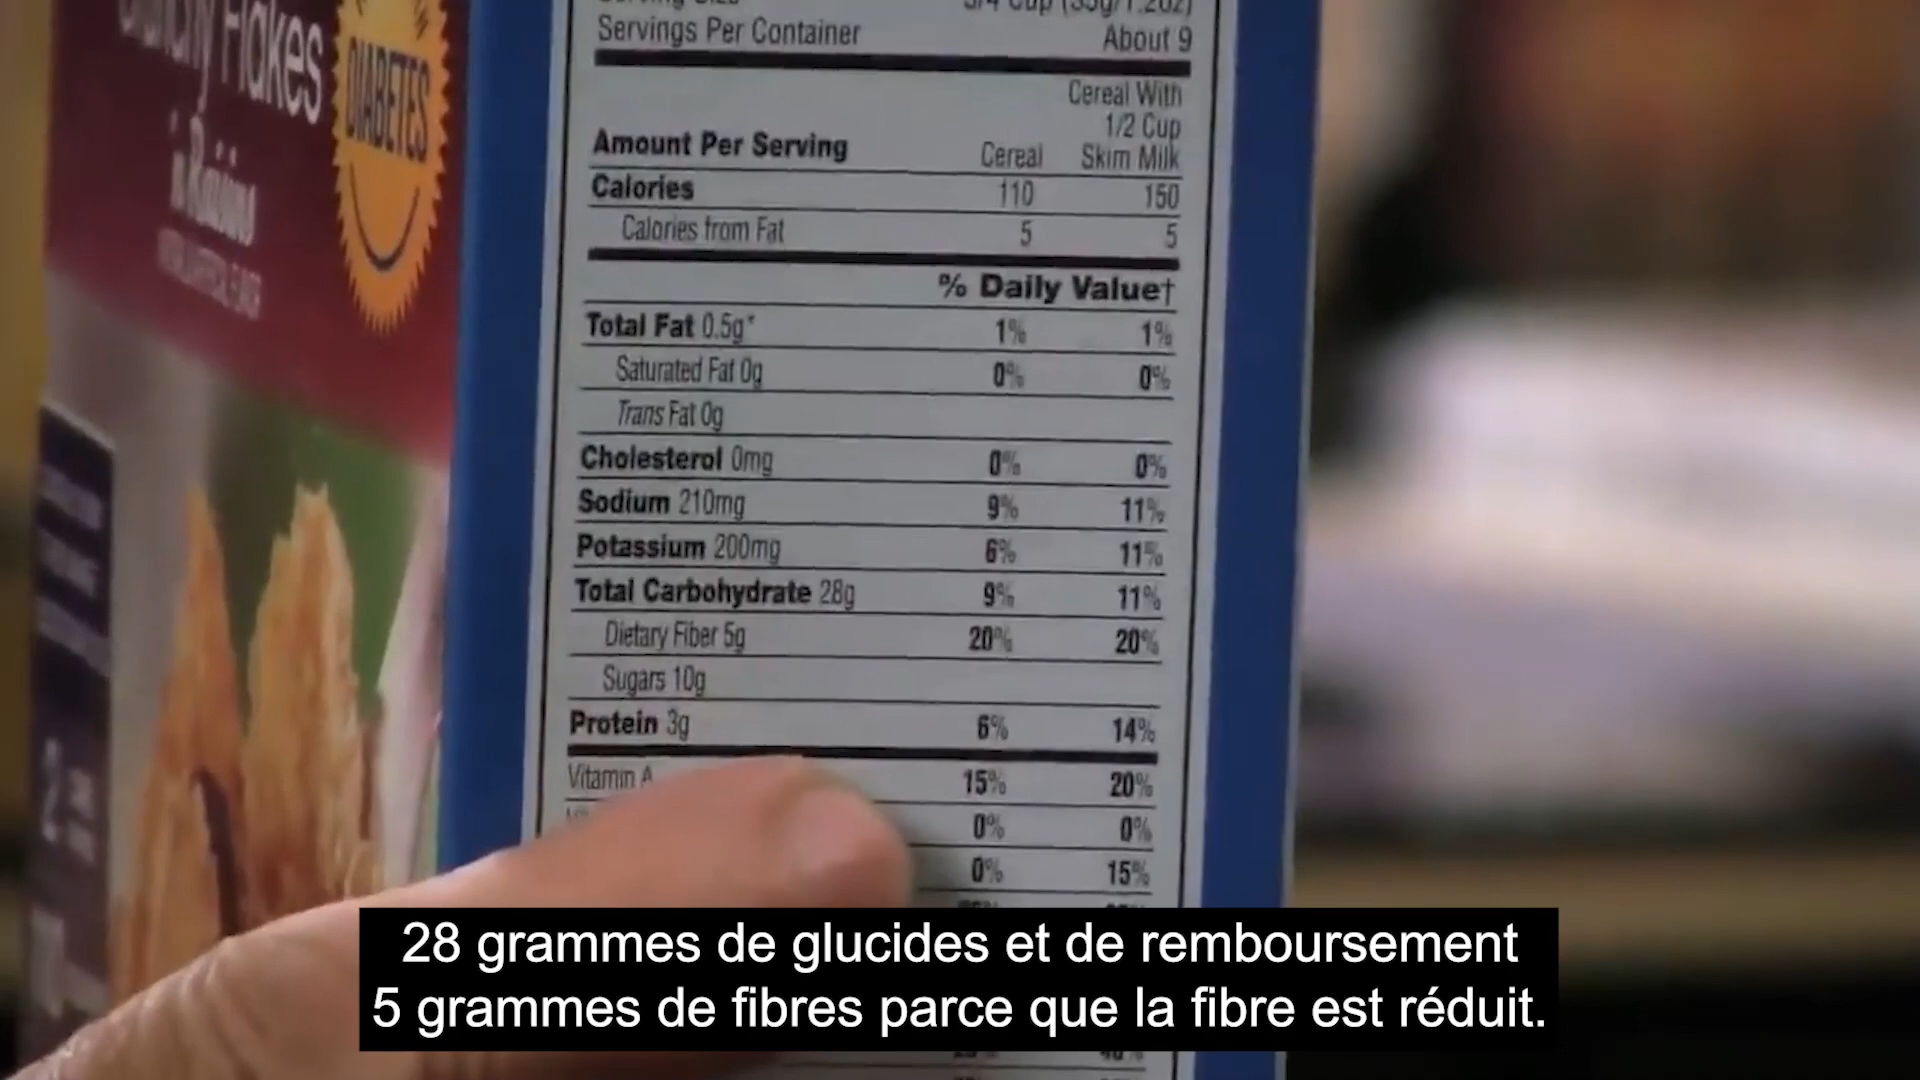 Flakes
DIABETES
'n Raisins
Servings Per Container About 9
Cereal With
1/2 Cup
Amount Per Serving Cereal Skim Milk
Calories 110 150
Calories from Fat 5 5
% Daily Value†
Total Fat 0.5g* 1% 1%
Saturated Fat 0g 0% 0%
Trans Fat 0g
Cholesterol 0mg 0% 0%
Sodium 210mg 9% 11%
Potassium 200mg 6% 11%
Total Carbohydrate 28g 9% 11%
Dietary Fiber 5g 20% 20%
Sugars 10g
Protein 3g 6% 14%
Vitamin A 15% 20%
0% 0%
0% 15%
28 grammes de glucides et de remboursement
5 grammes de fibres parce que la fibre est réduit.